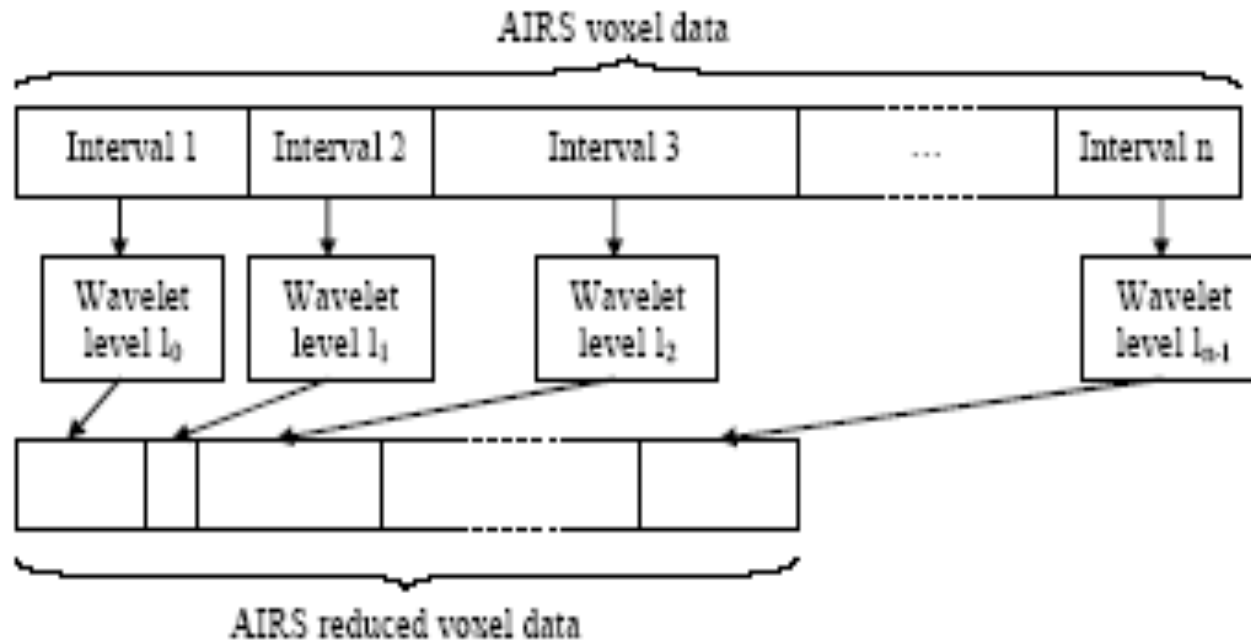 AIRS voxel data
Interval 1 Interval 2 Interval 3 ... Interval n
Wavelet level l₀
Wavelet level l₁
Wavelet level l₂
Wavelet level lₙ₋₁
AIRS reduced voxel data